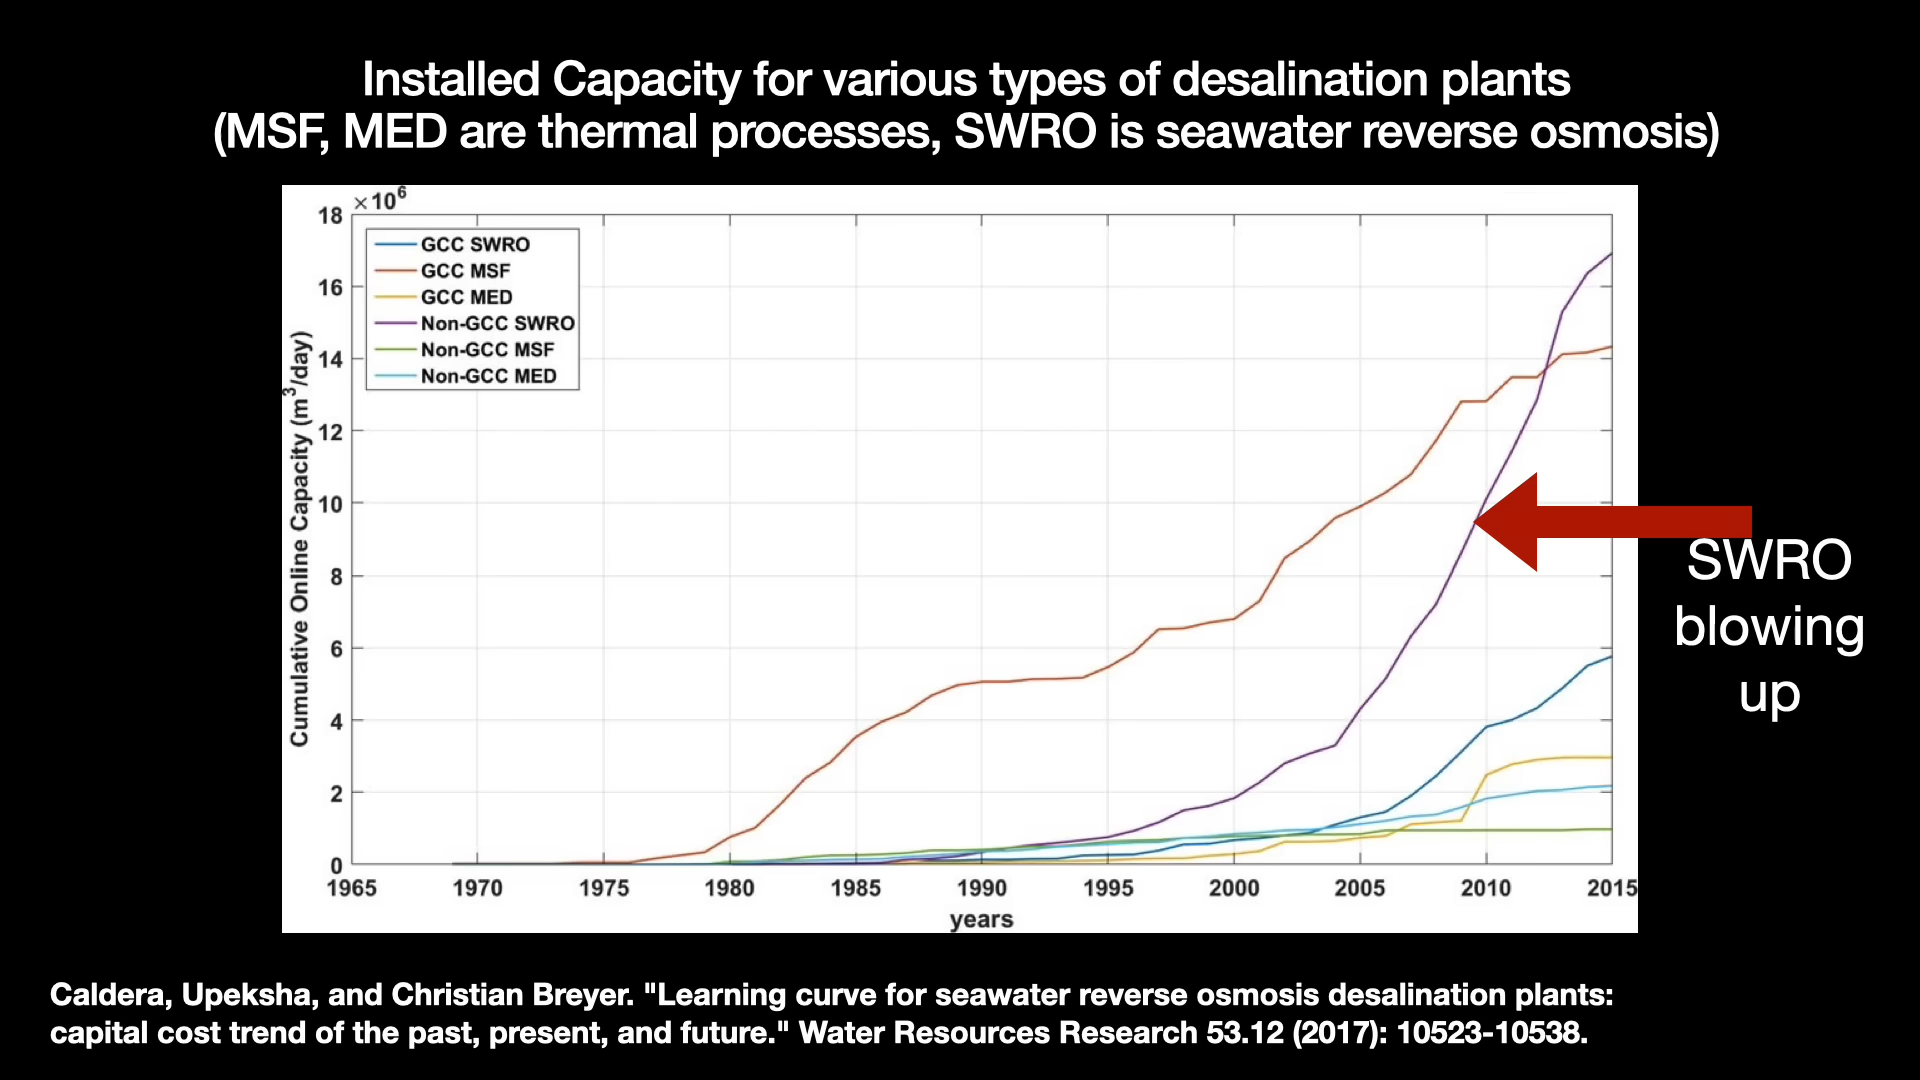 Installed Capacity for various types of desalination plants
(MSF, MED are thermal processes, SWRO is seawater reverse osmosis)
×10⁶
18
16
14
12
10
8
6
4
2
0
Cumulative Online Capacity (m³/day)
GCC SWRO
GCC MSF
GCC MED
Non-GCC SWRO
Non-GCC MSF
Non-GCC MED
1965 1970 1975 1980 1985 1990 1995 2000 2005 2010 2015
years
SWRO
blowing
up
Caldera, Upeksha, and Christian Breyer. "Learning curve for seawater reverse osmosis desalination plants:
capital cost trend of the past, present, and future." Water Resources Research 53.12 (2017): 10523-10538.